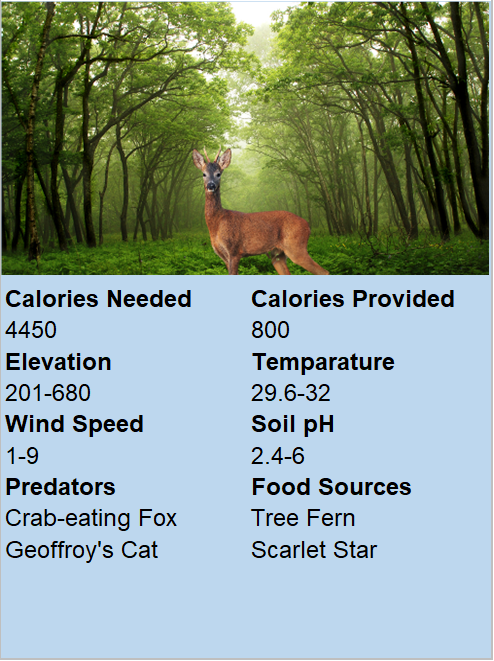 Calories Needed
Calories Provided
4450
800
Elevation
Temparature
201-680
29.6-32
Wind Speed
Soil pH
1-9
2.4-6
Predators
Food Sources
Crab-eating Fox
Tree Fern
Geoffroy's Cat
Scarlet Star